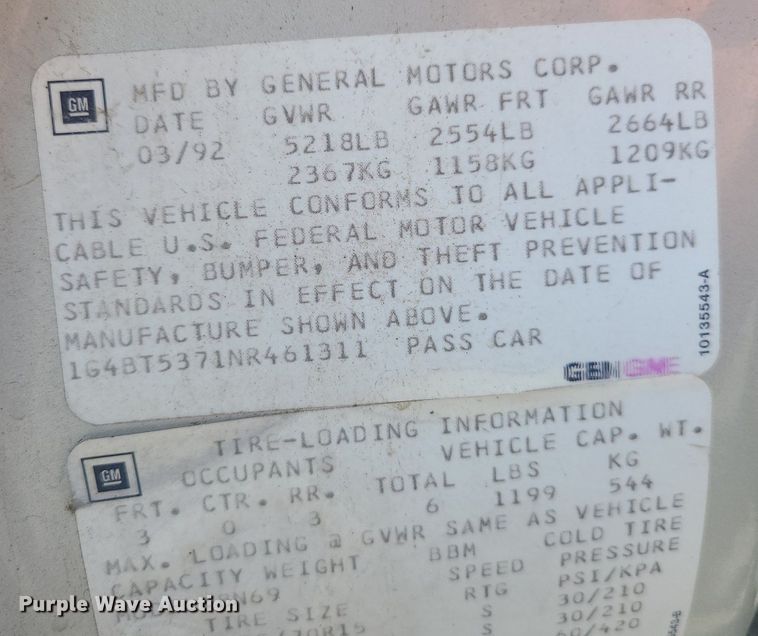 GM
MFD BY GENERAL MOTORS CORP.
DATE GVWR GAWR FRT GAWR RR
03/92 5218LB 2554LB 2664LB
2367KG 1158KG 1209KG
THIS VEHICLE CONFORMS TO ALL APPLI-
CABLE U.S. FEDERAL MOTOR VEHICLE
SAFETY, BUMPER, AND THEFT PREVENTION
STANDARDS IN EFFECT ON THE DATE OF
MANUFACTURE SHOWN ABOVE.
1G4BT5371NR461311 PASS CAR
10135543-A
GM
TIRE-LOADING INFORMATION
OCCUPANTS VEHICLE CAP. WT.
FRT. CTR. RR. TOTAL LBS KG
3 0 3 6 1199 544
MAX. LOADING @ GVWR SAME AS VEHICLE
CAPACITY WEIGHT BBM COLD TIRE
SPEED PRESSURE
RTG PSI/KPA
TIRE SIZE S 30/210
S 30/210
Purple Wave Auction